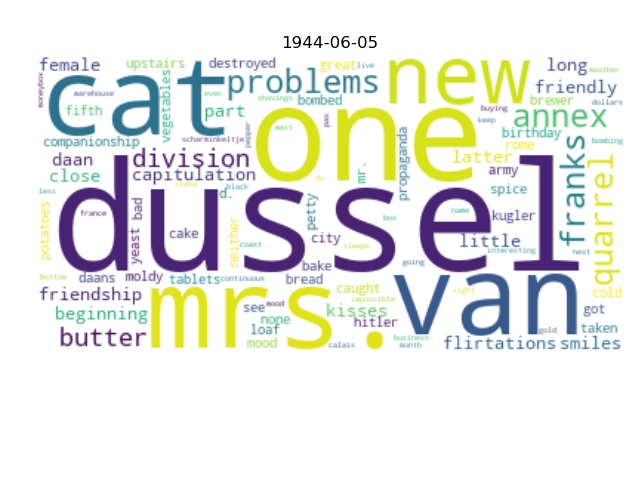 1944-06-05
female upstairs destroyed great live new long weather
cat problems friendly
moneybox warehouse even shavings bombed buying brewer dollars
fifth vegetables part one keep annex
companionship scharminkeltje pepper west pas propaganda birthday rome bombing
daan division mr. latter franks quarrel
close capitulation de army spice
less stand black d. petty name
potatoes dussel box kugler
france yeast bad cake neither city little
coast sleeps interesting next
bottom daans moldy tablets continuous bake bread going van sight cold
friendship mrs. see wood caught impossible got
beginning none kisses gold taken
butter loaf hitler business
mood calais month flirtations smiles